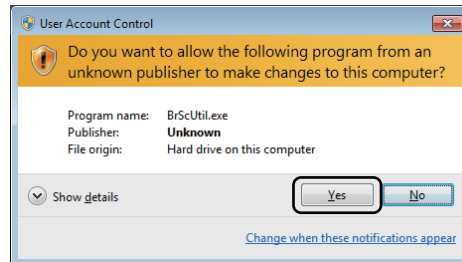 User Account Control
Do you want to allow the following program from an
unknown publisher to make changes to this computer?
Program name: BrScUtil.exe
Publisher: Unknown
File origin: Hard drive on this computer
Show details Yes No
Change when these notifications appear